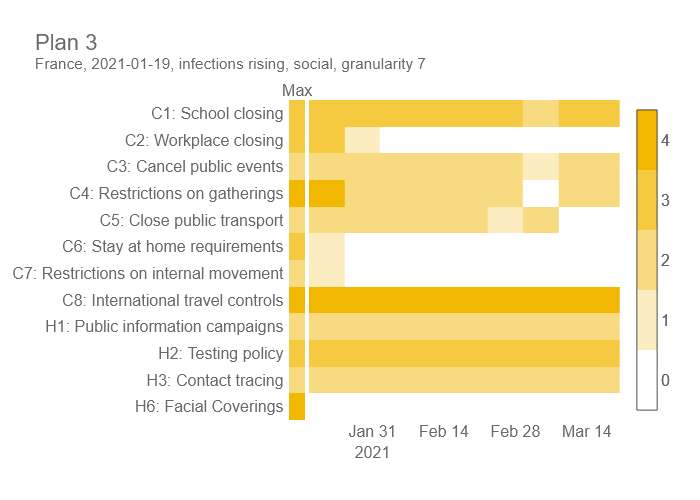 Plan 3
France, 2021-01-19, infections rising, social, granularity 7
Max
C1: School closing
C2: Workplace closing
C3: Cancel public events
C4: Restrictions on gatherings
C5: Close public transport
C6: Stay at home requirements
C7: Restrictions on internal movement
C8: International travel controls
H1: Public information campaigns
H2: Testing policy
H3: Contact tracing
H6: Facial Coverings
4
3
2
1
0
Jan 31 Feb 14 Feb 28 Mar 14
2021